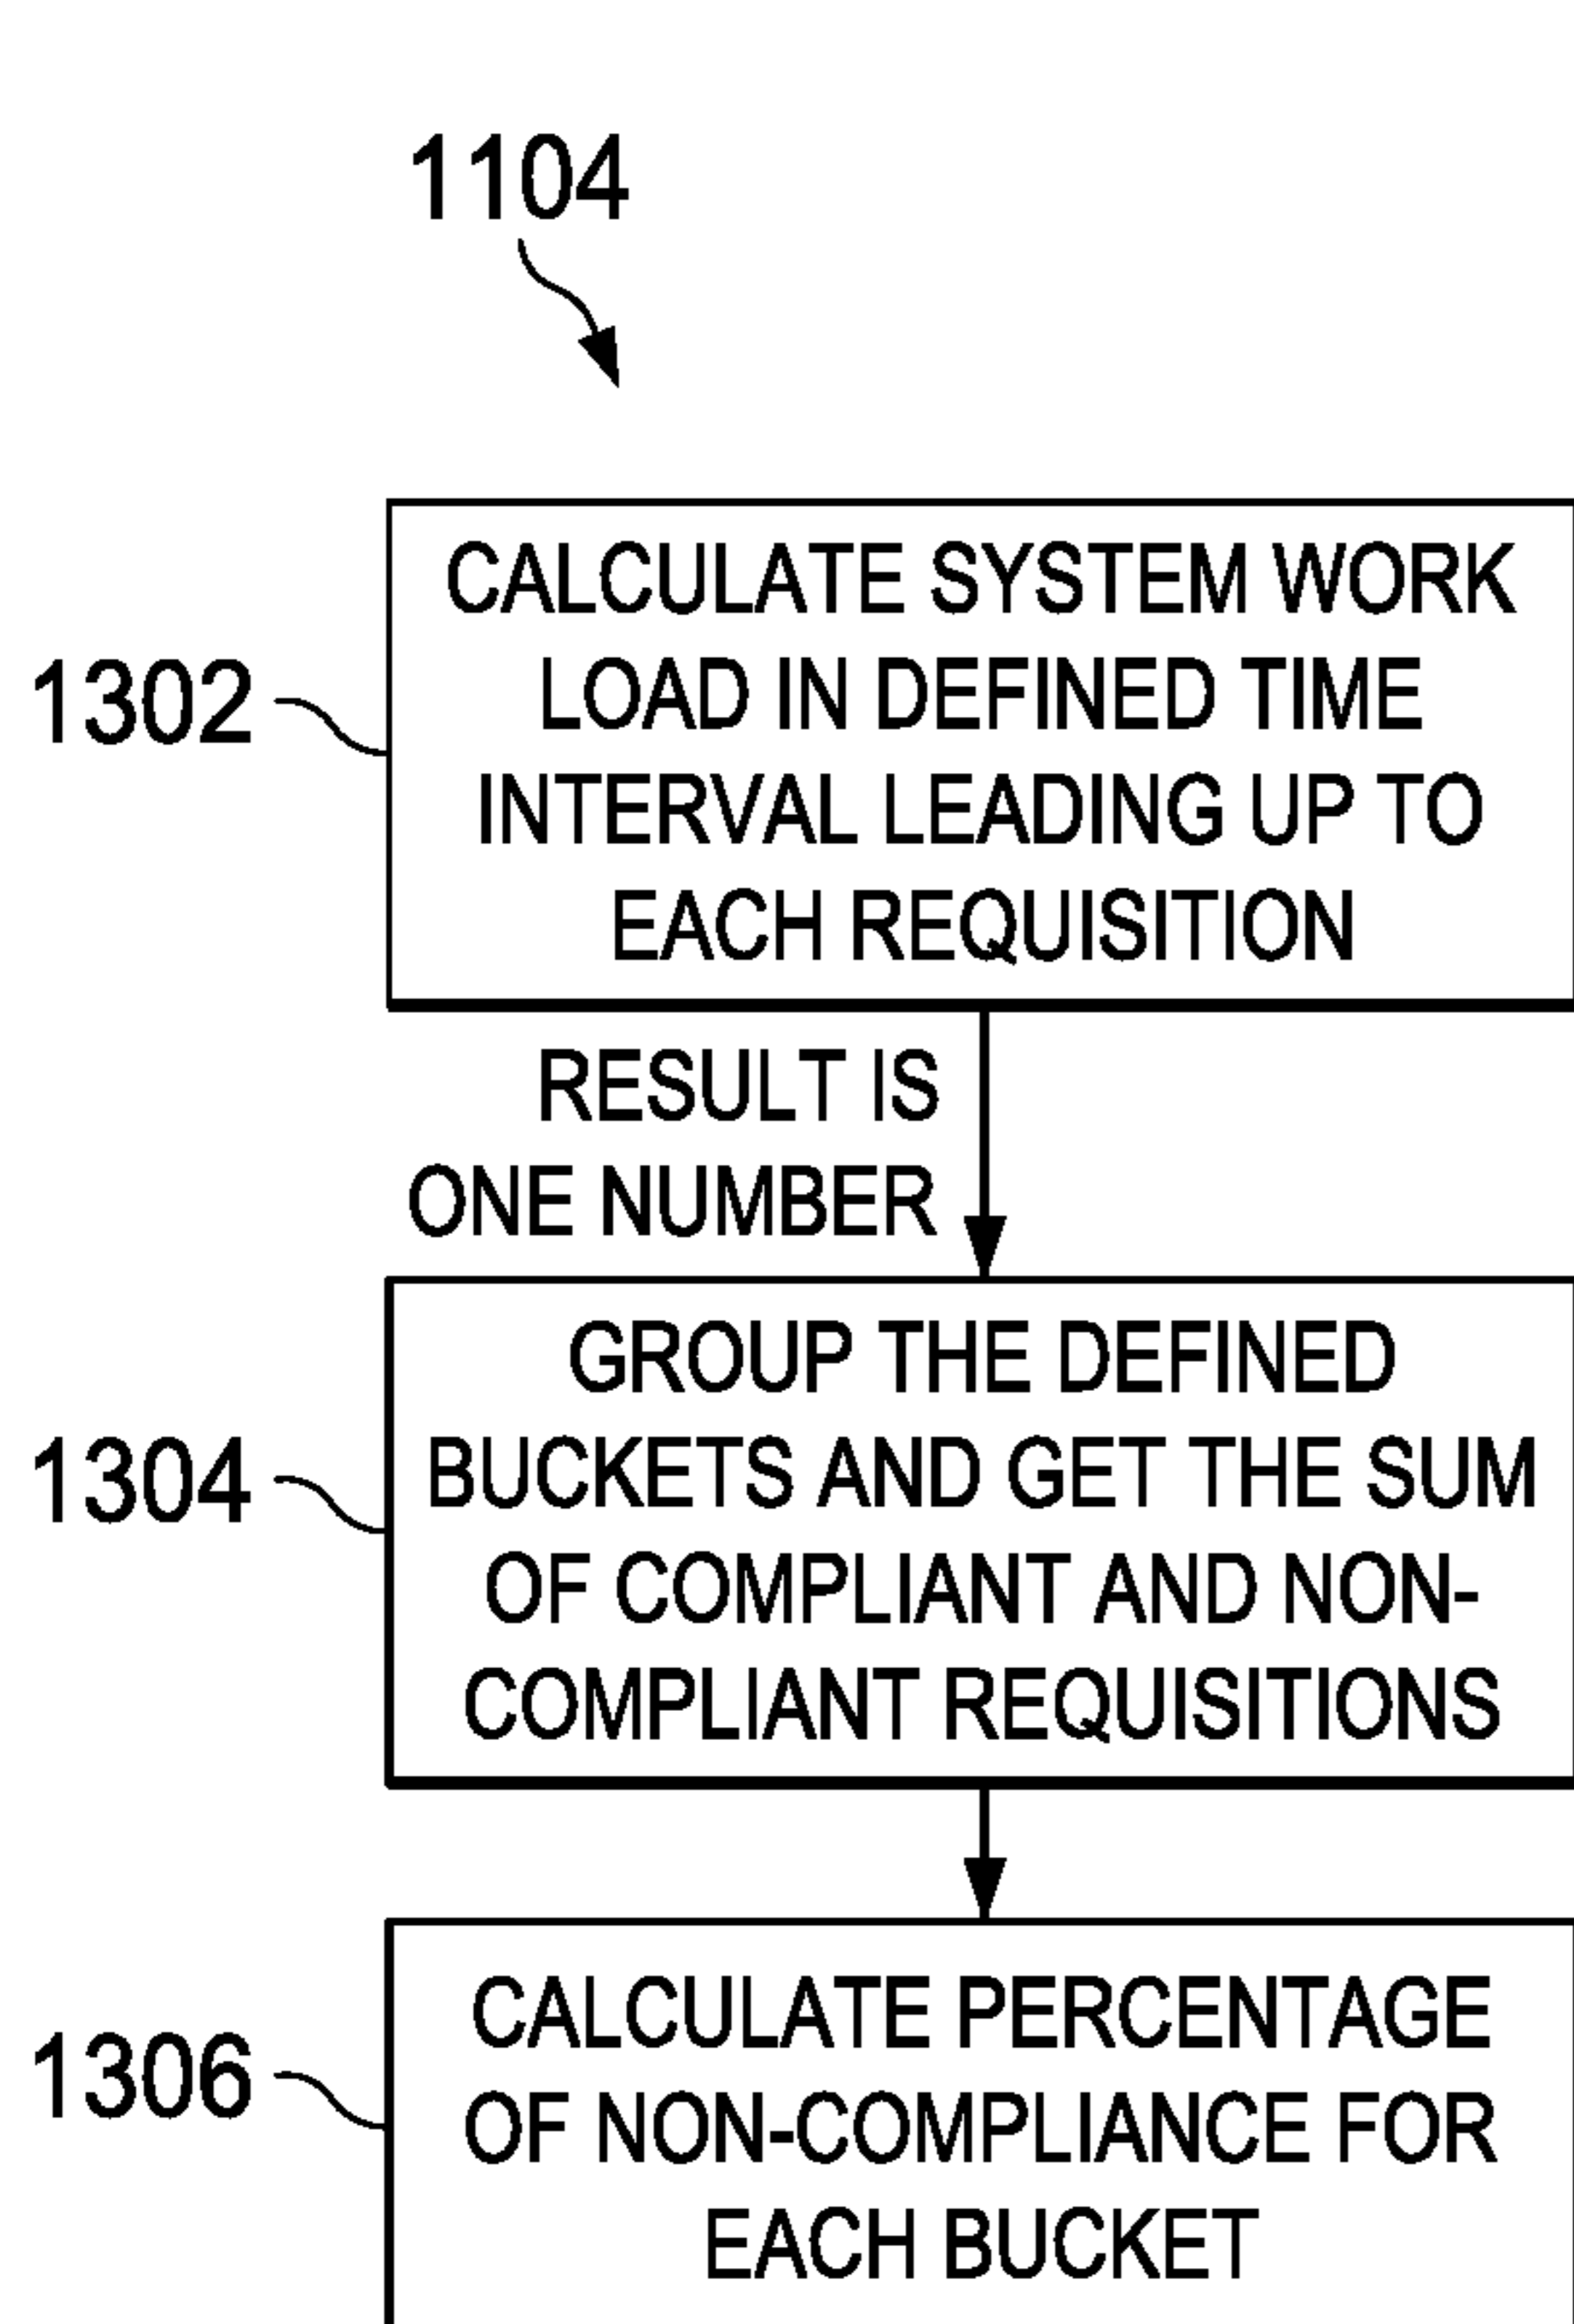 1104
1302
CALCULATE SYSTEM WORK
LOAD IN DEFINED TIME
INTERVAL LEADING UP TO
EACH REQUISITION
RESULT IS
ONE NUMBER
1304
GROUP THE DEFINED
BUCKETS AND GET THE SUM
OF COMPLIANT AND NON-
COMPLIANT REQUISITIONS
1306
CALCULATE PERCENTAGE
OF NON-COMPLIANCE FOR
EACH BUCKET